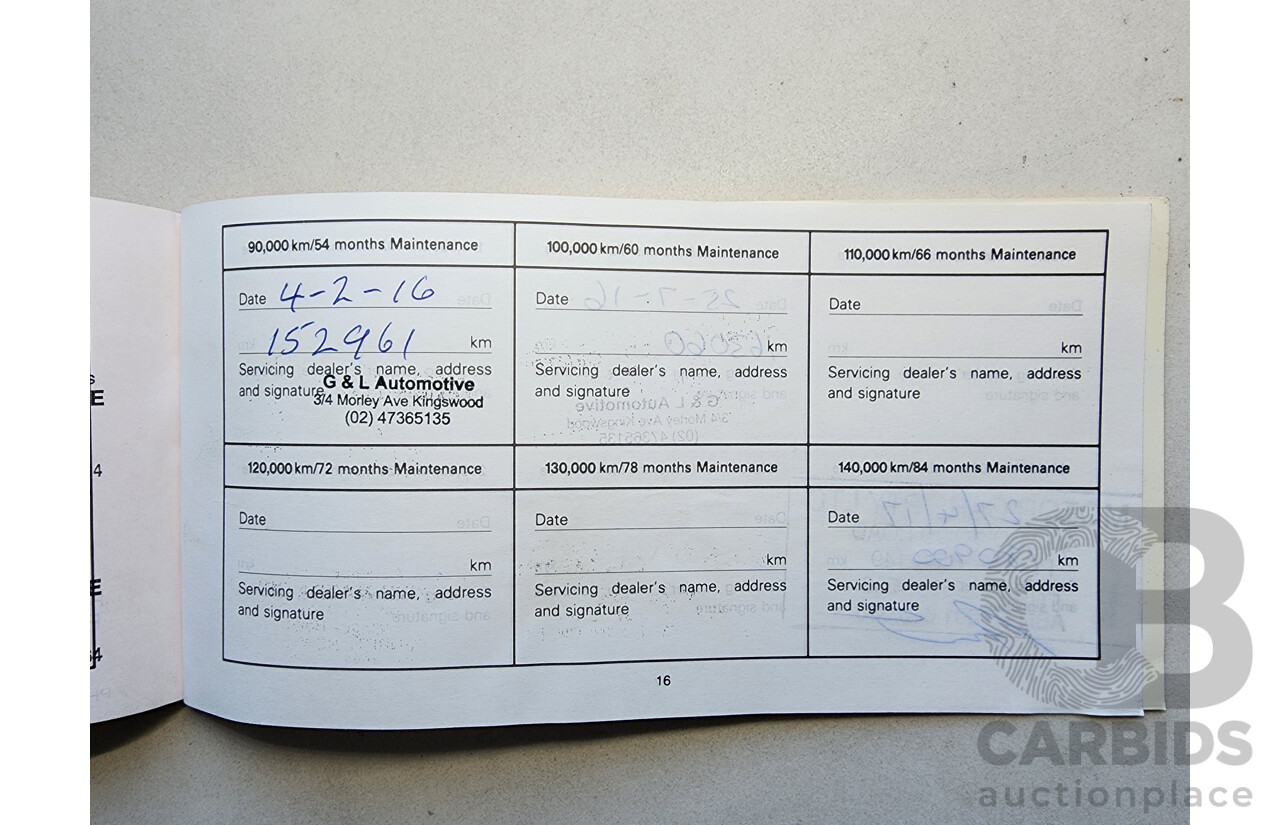 90,000 km/54 months Maintenance
Date 4-2-16
152961 km
Servicing dealer's name, address
and signature
G & L Automotive
3/4 Morley Ave Kingswood
(02) 47365135
100,000 km/60 months Maintenance
Date
km
Servicing dealer's name, address
and signature
110,000 km/66 months Maintenance
Date
km
Servicing dealer's name, address
and signature
120,000 km/72 months Maintenance
Date
km
Servicing dealer's name, address
and signature
130,000 km/78 months Maintenance
Date
km
Servicing dealer's name, address
and signature
140,000 km/84 months Maintenance
Date
km
Servicing dealer's name, address
and signature
16
CARBIDS
auctionplace